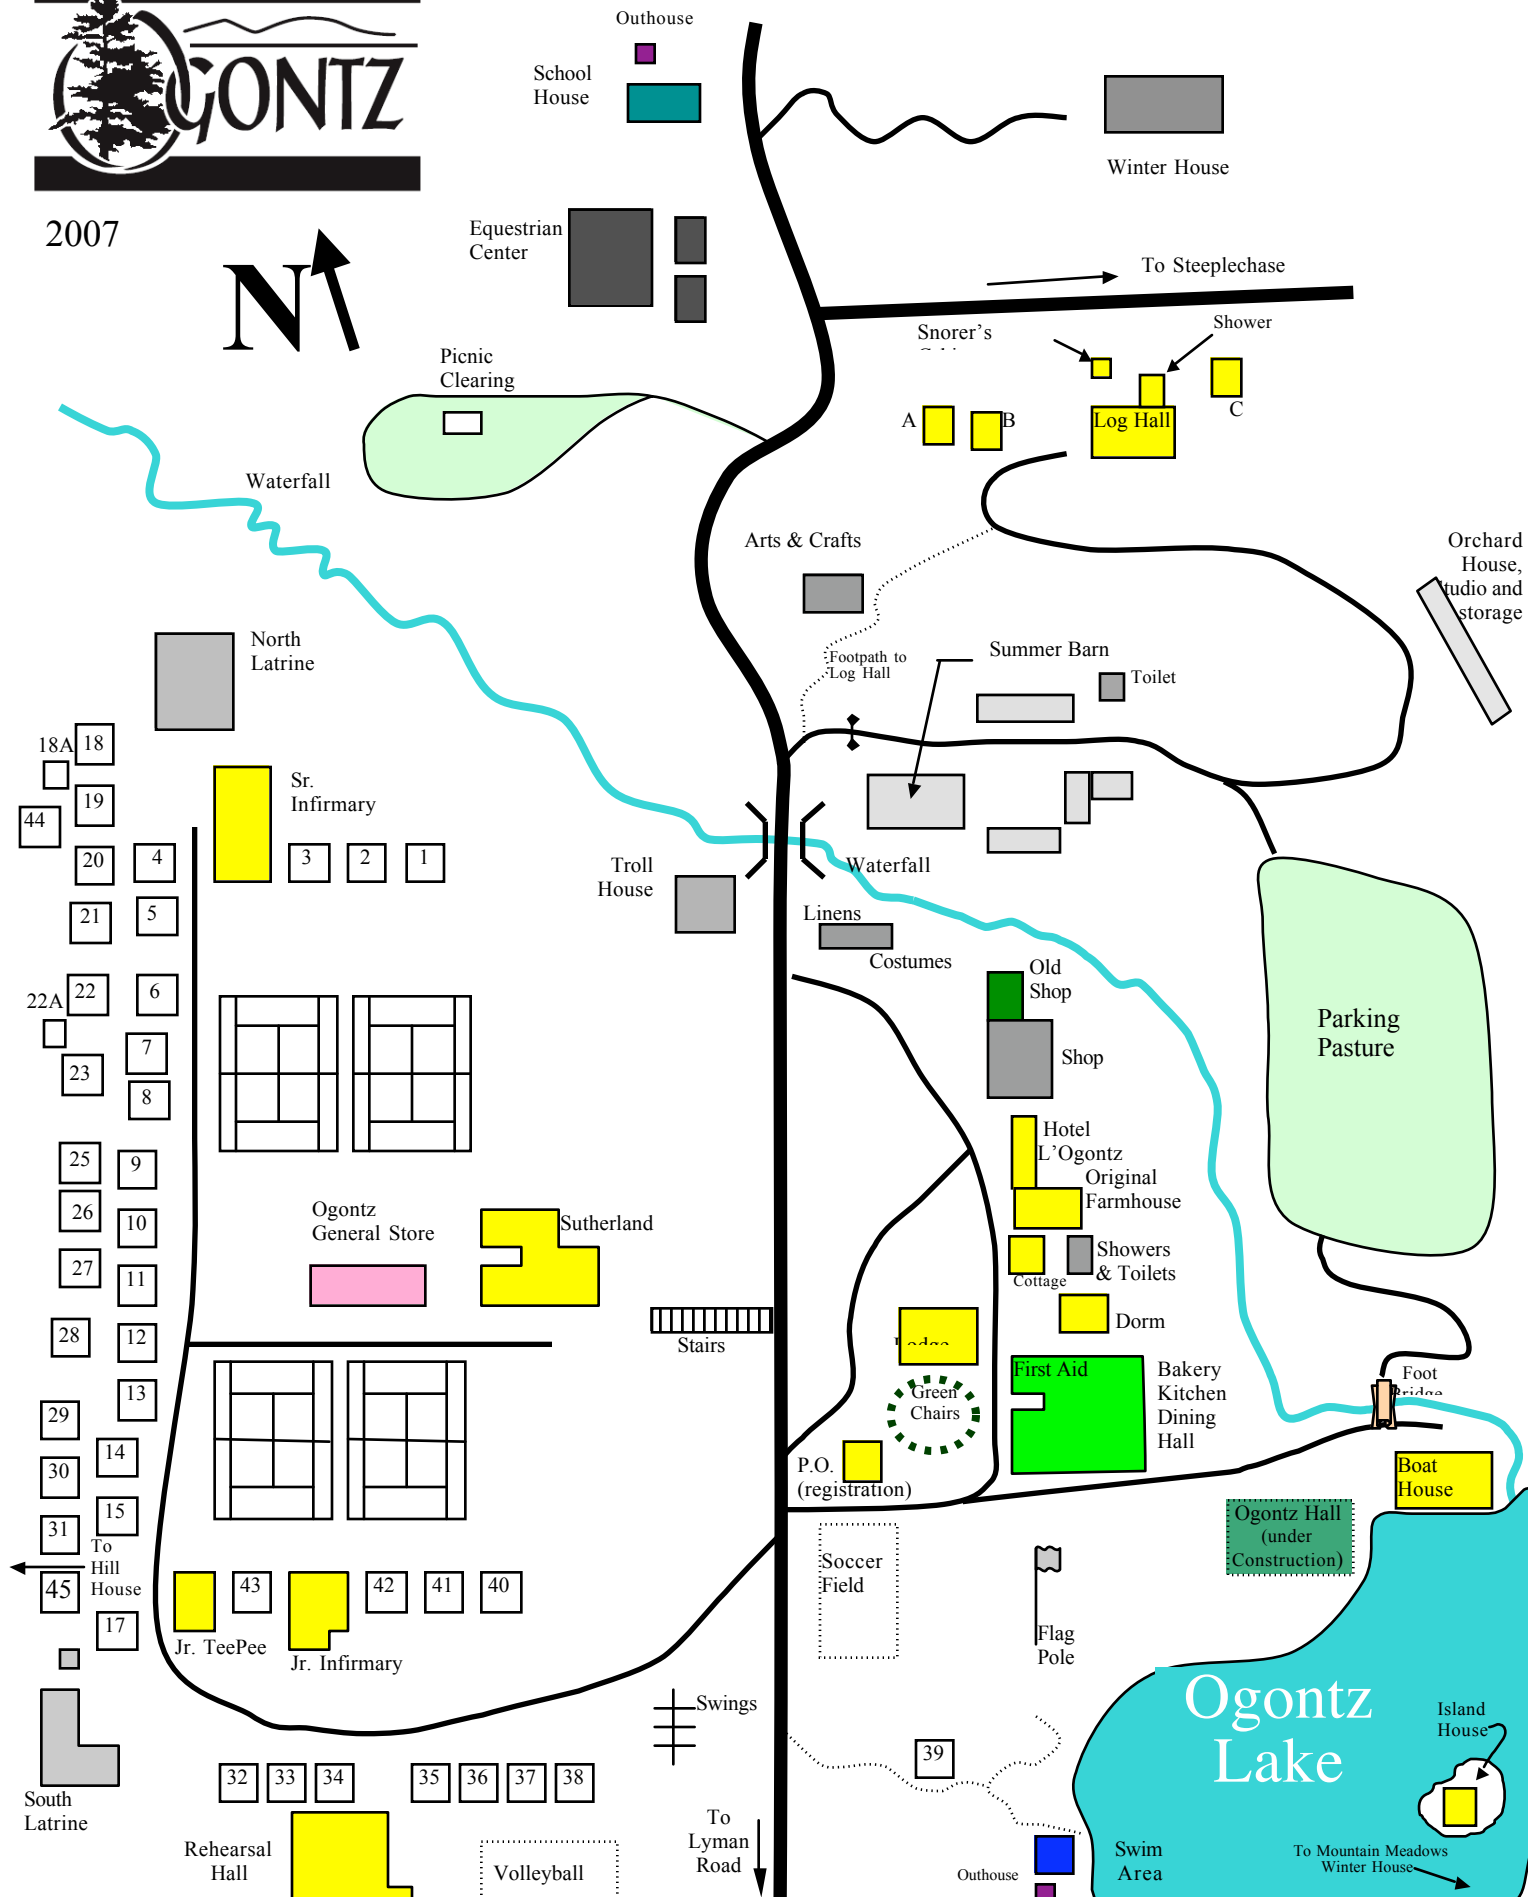 OGONTZ
2007
N
Outhouse
School
House
Winter House
Equestrian
Center
To Steeplechase
Snorer's
Shower
Picnic
Clearing
A
B
Log Hall
C
Waterfall
Arts & Crafts
Orchard
House,
tudio and
storage
North
Latrine
Footpath to
Log Hall
Summer Barn
Toilet
18A
18
19
44
20
4
Sr.
Infirmary
3
2
1
21
5
Troll
House
Waterfall
Linens
Costumes
22A
22
6
7
23
8
Old
Shop
Shop
Parking
Pasture
25
9
26
10
27
11
28
12
13
29
14
30
15
31
Hotel
L'Ogontz
Original
Farmhouse
Ogontz
General Store
Sutherland
Cottage
Showers
& Toilets
Dorm
Stairs
Lodge
Green
Chairs
First Aid
Bakery
Kitchen
Dining
Hall
Foot
Bridge
P.O.
(registration)
Boat
House
To
Hill
House
45
17
43
42
41
40
Jr. TeePee
Jr. Infirmary
Soccer
Field
Flag
Pole
Ogontz Hall
(under
Construction)
Swings
Ogontz
Lake
Island
House
South
Latrine
32
33
34
35
36
37
38
39
Rehearsal
Hall
Volleyball
To
Lyman
Road
Outhouse
Swim
Area
To Mountain Meadows
Winter House